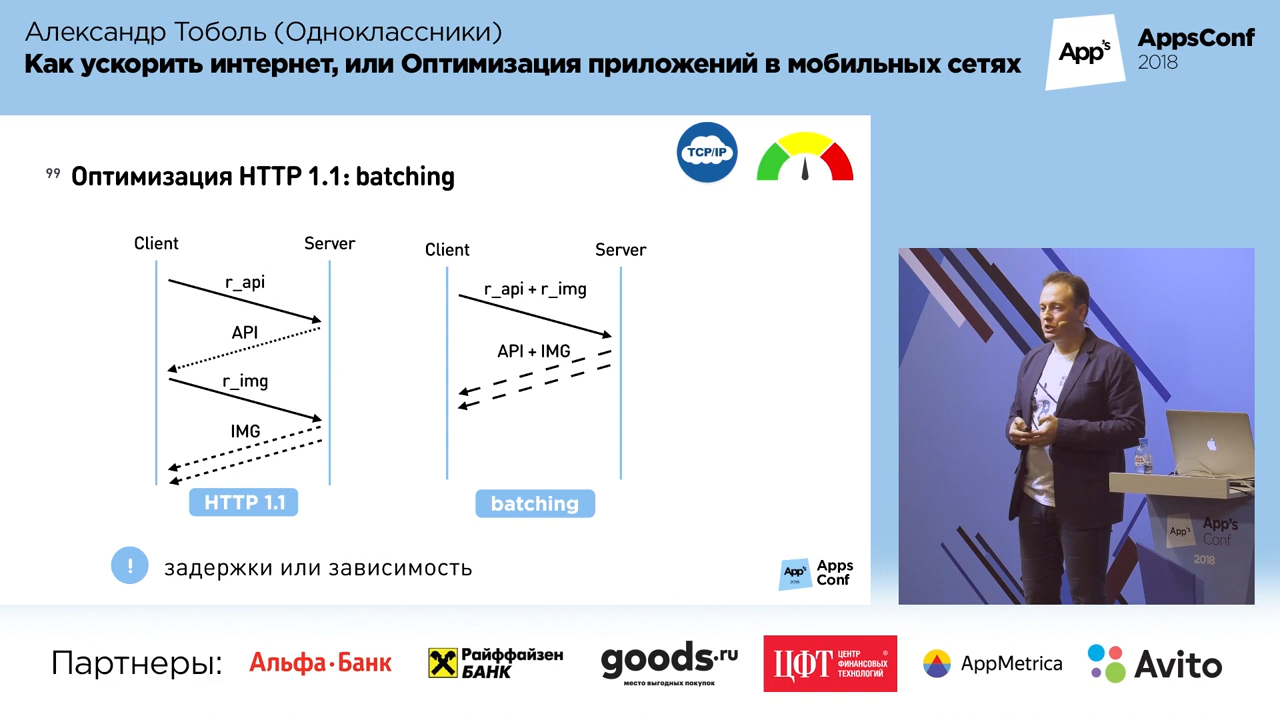 Александр Тоболь (Одноклассники)
Как ускорить интернет, или Оптимизация приложений в мобильных сетях
App's
AppsConf
2018
TCP/IP
99 Оптимизация HTTP 1.1: batching
Client
Server
r_api
API
r_img
IMG
HTTP 1.1
Client
Server
r_api + r_img
API + IMG
batching
! задержки или зависимость
App's
2018
Apps
Conf
App's
App's
Conf
2018
Партнеры:
Альфа·Банк
Райффайзен
БАНК
goods.ru
место выгодных покупок
ЦФТ
ЦЕНТР
ФИНАНСОВЫХ
ТЕХНОЛОГИЙ
®
AppMetrica
Avito